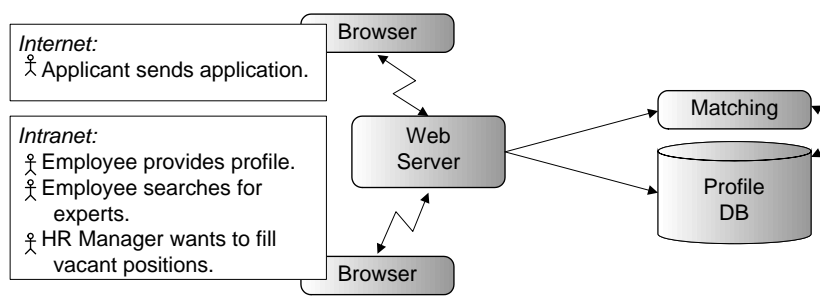 Internet:
Applicant sends application.
Intranet:
Employee provides profile.
Employee searches for
experts.
HR Manager wants to fill
vacant positions.
Browser
Web
Server
Browser
Matching
Profile
DB